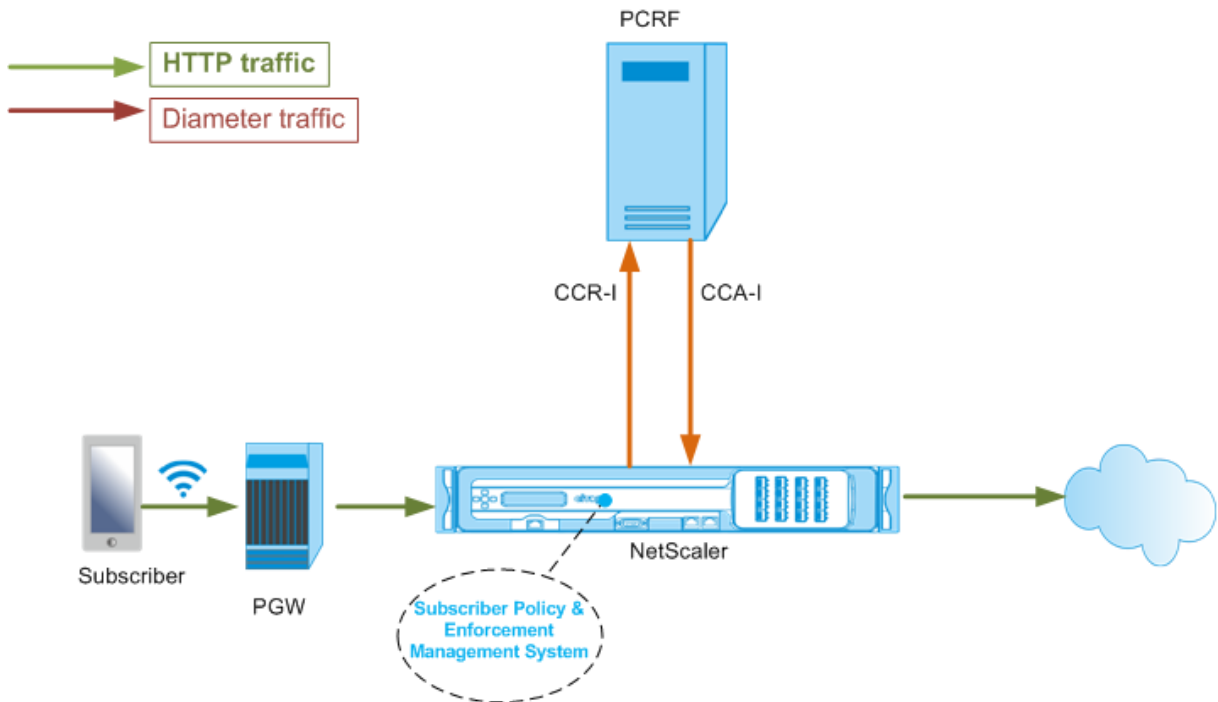 PCRF
HTTP traffic
Diameter traffic
CCR-I
CCA-I
Subscriber
PGW
NetScaler
Subscriber Policy &
Enforcement
Management System